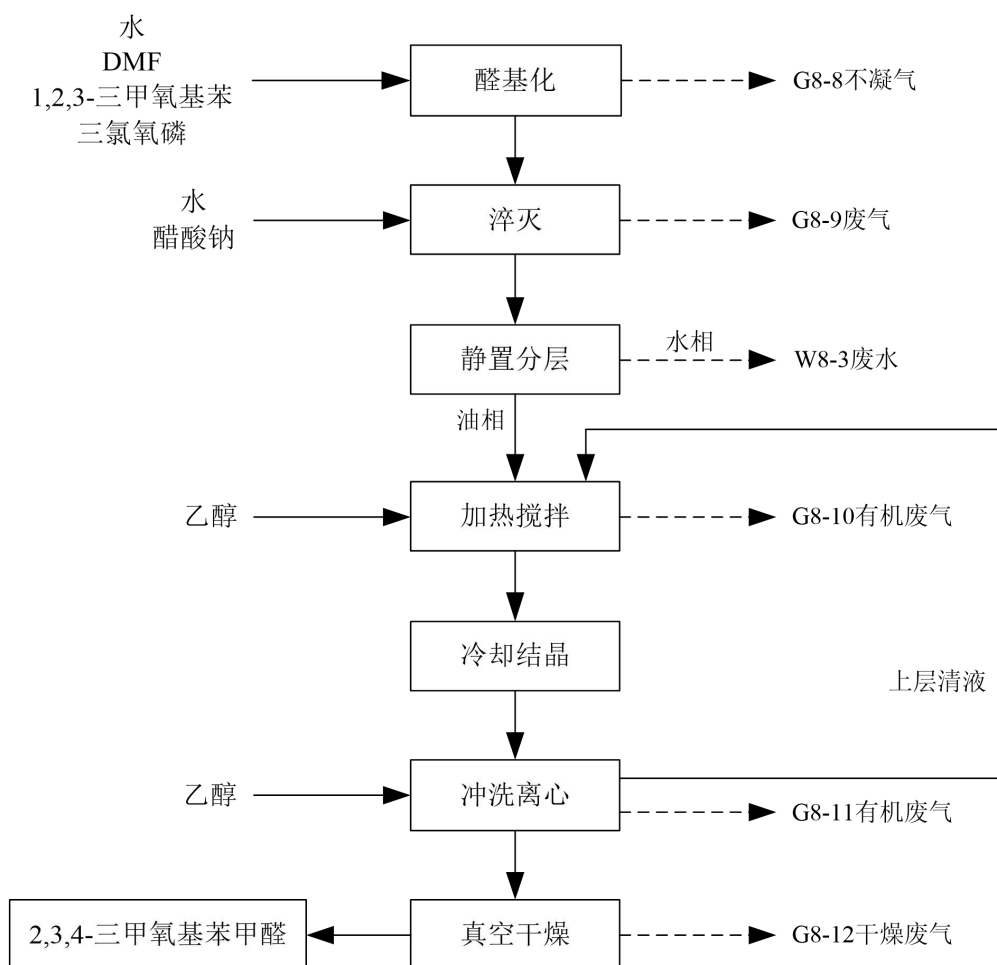 水
DMF
1,2,3-三甲氧基苯
三氯氧磷
醛基化
G8-8不凝气
水
醋酸钠
淬灭
G8-9废气
静置分层
水相
W8-3废水
油相
乙醇
加热搅拌
G8-10有机废气
冷却结晶
上层清液
乙醇
冲洗离心
G8-11有机废气
2,3,4-三甲氧基苯甲醛
真空干燥
G8-12干燥废气